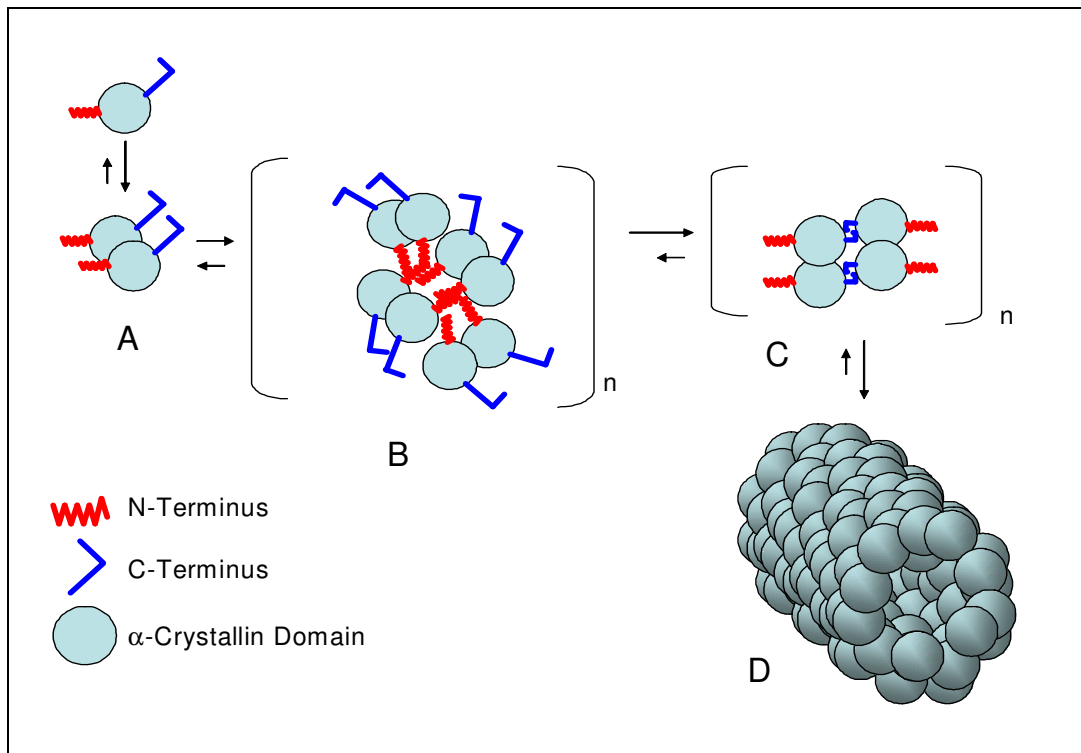 A
B
n
C
n
D
N-Terminus
C-Terminus
α-Crystallin Domain